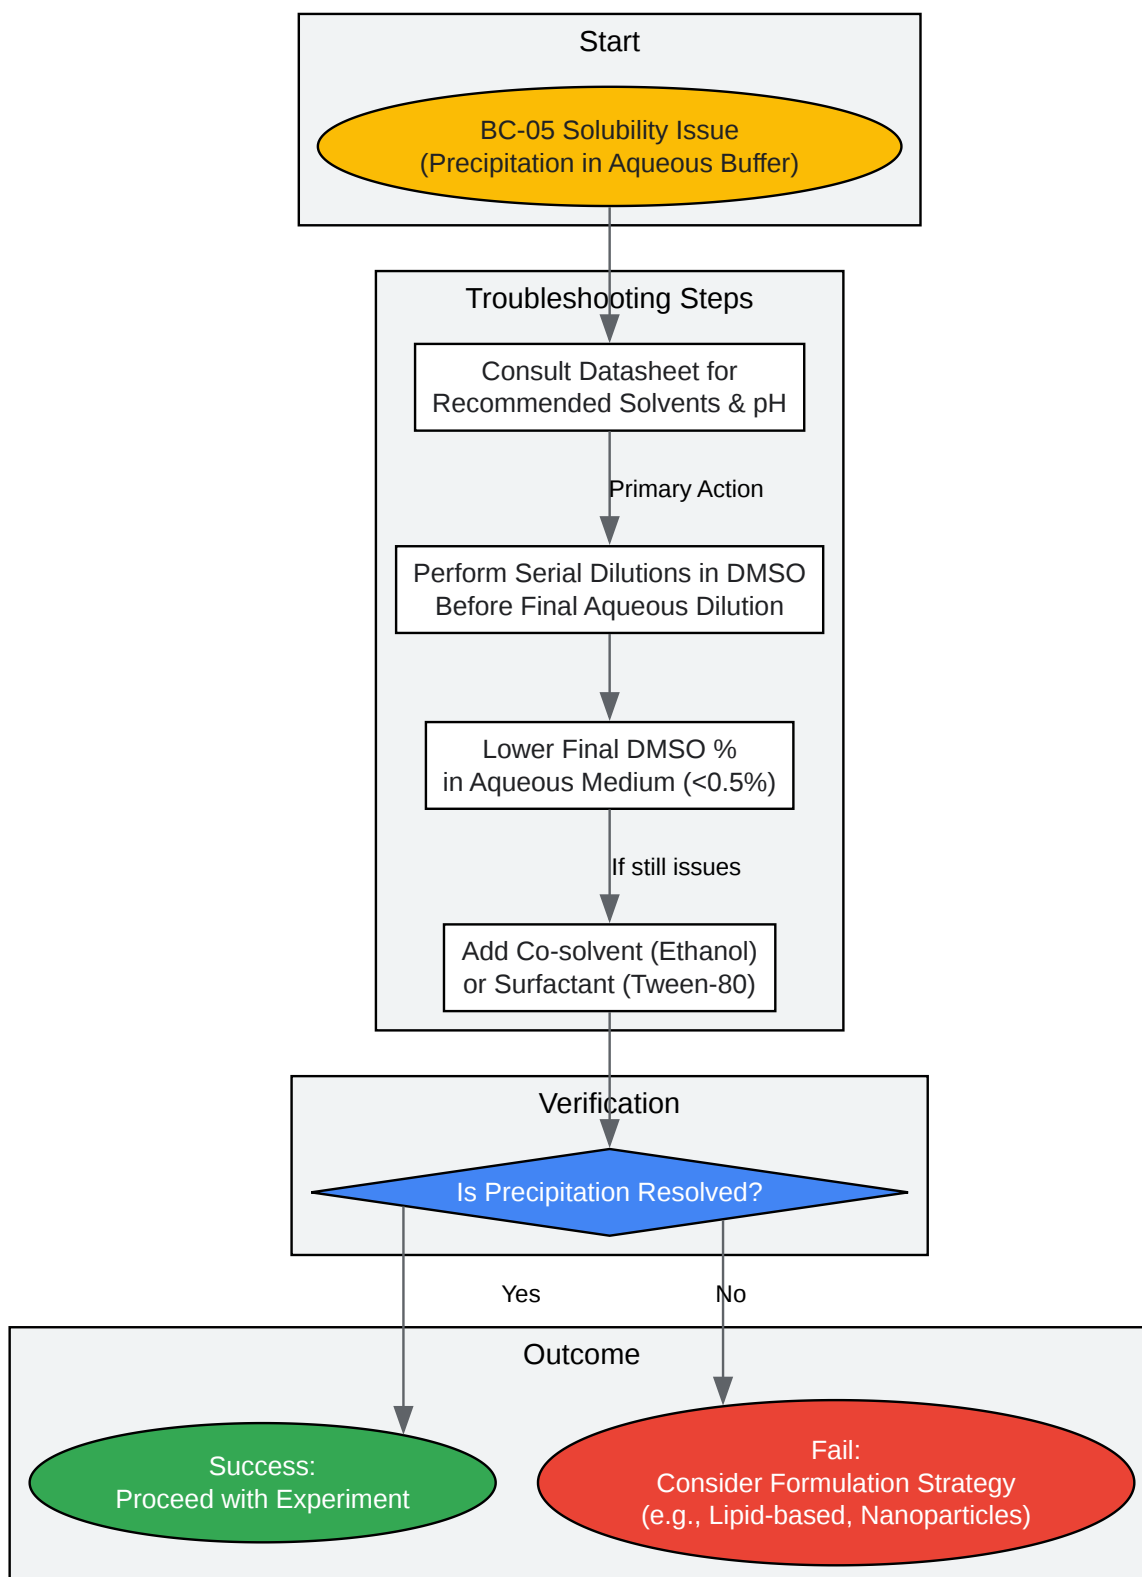 Start
BC-05 Solubility Issue
(Precipitation in Aqueous Buffer)
Troubleshooting Steps
Consult Datasheet for
Recommended Solvents & pH
Primary Action
Perform Serial Dilutions in DMSO
Before Final Aqueous Dilution
Lower Final DMSO %
in Aqueous Medium (<0.5%)
If still issues
Add Co-solvent (Ethanol)
or Surfactant (Tween-80)
Verification
Is Precipitation Resolved?
Yes
No
Outcome
Success:
Proceed with Experiment
Fail:
Consider Formulation Strategy
(e.g., Lipid-based, Nanoparticles)